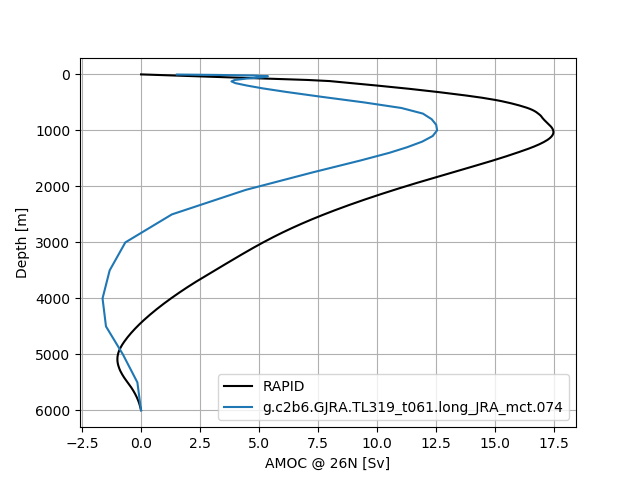 0
1000
2000
3000
4000
5000
6000
Depth [m]
RAPID
g.c2b6.GJRA.TL319_t061.long_JRA_mct.074
−2.5 0.0 2.5 5.0 7.5 10.0 12.5 15.0 17.5
AMOC @ 26N [Sv]